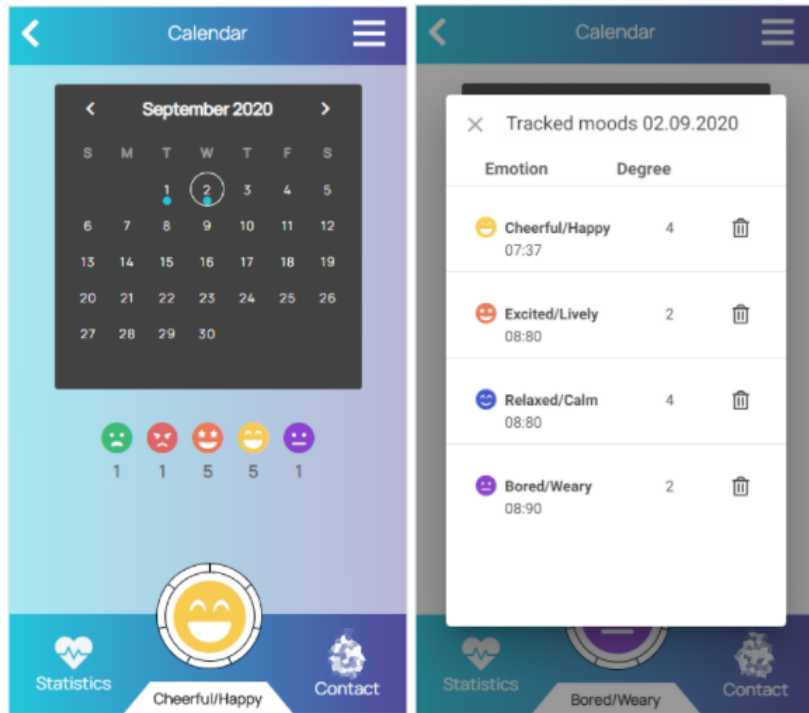 Calendar
September 2020
S M T W T F S
1 2 3 4 5
6 7 8 9 10 11 12
13 14 15 16 17 18 19
20 21 22 23 24 25 26
27 28 29 30
1 1 5 5 1
Statistics
Cheerful/Happy
Contact
Calendar
Tracked moods 02.09.2020
Emotion Degree
Cheerful/Happy 4
07:37
Excited/Lively 2
08:80
Relaxed/Calm 4
08:80
Bored/Weary 2
08:90
Statistics
Bored/Weary
Contact